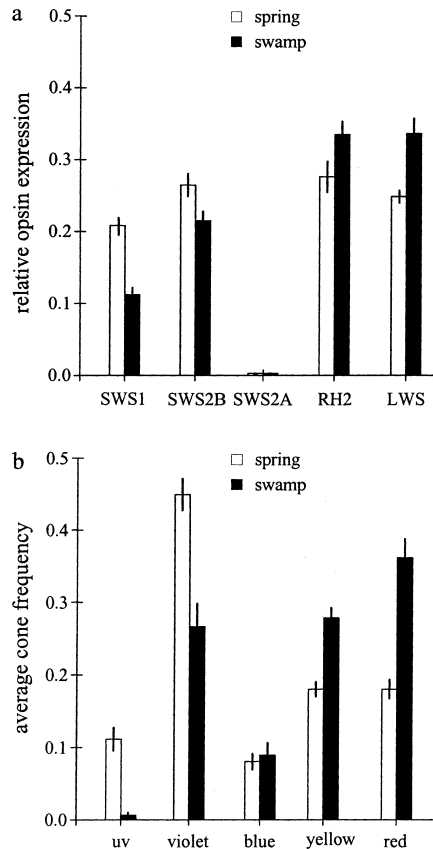 a
spring
swamp
relative opsin expression
0.5
0.4
0.3
0.2
0.1
0.0
SWS1 SWS2B SWS2A RH2 LWS
b
spring
swamp
average cone frequency
0.5
0.4
0.3
0.2
0.1
0.0
uv violet blue yellow red